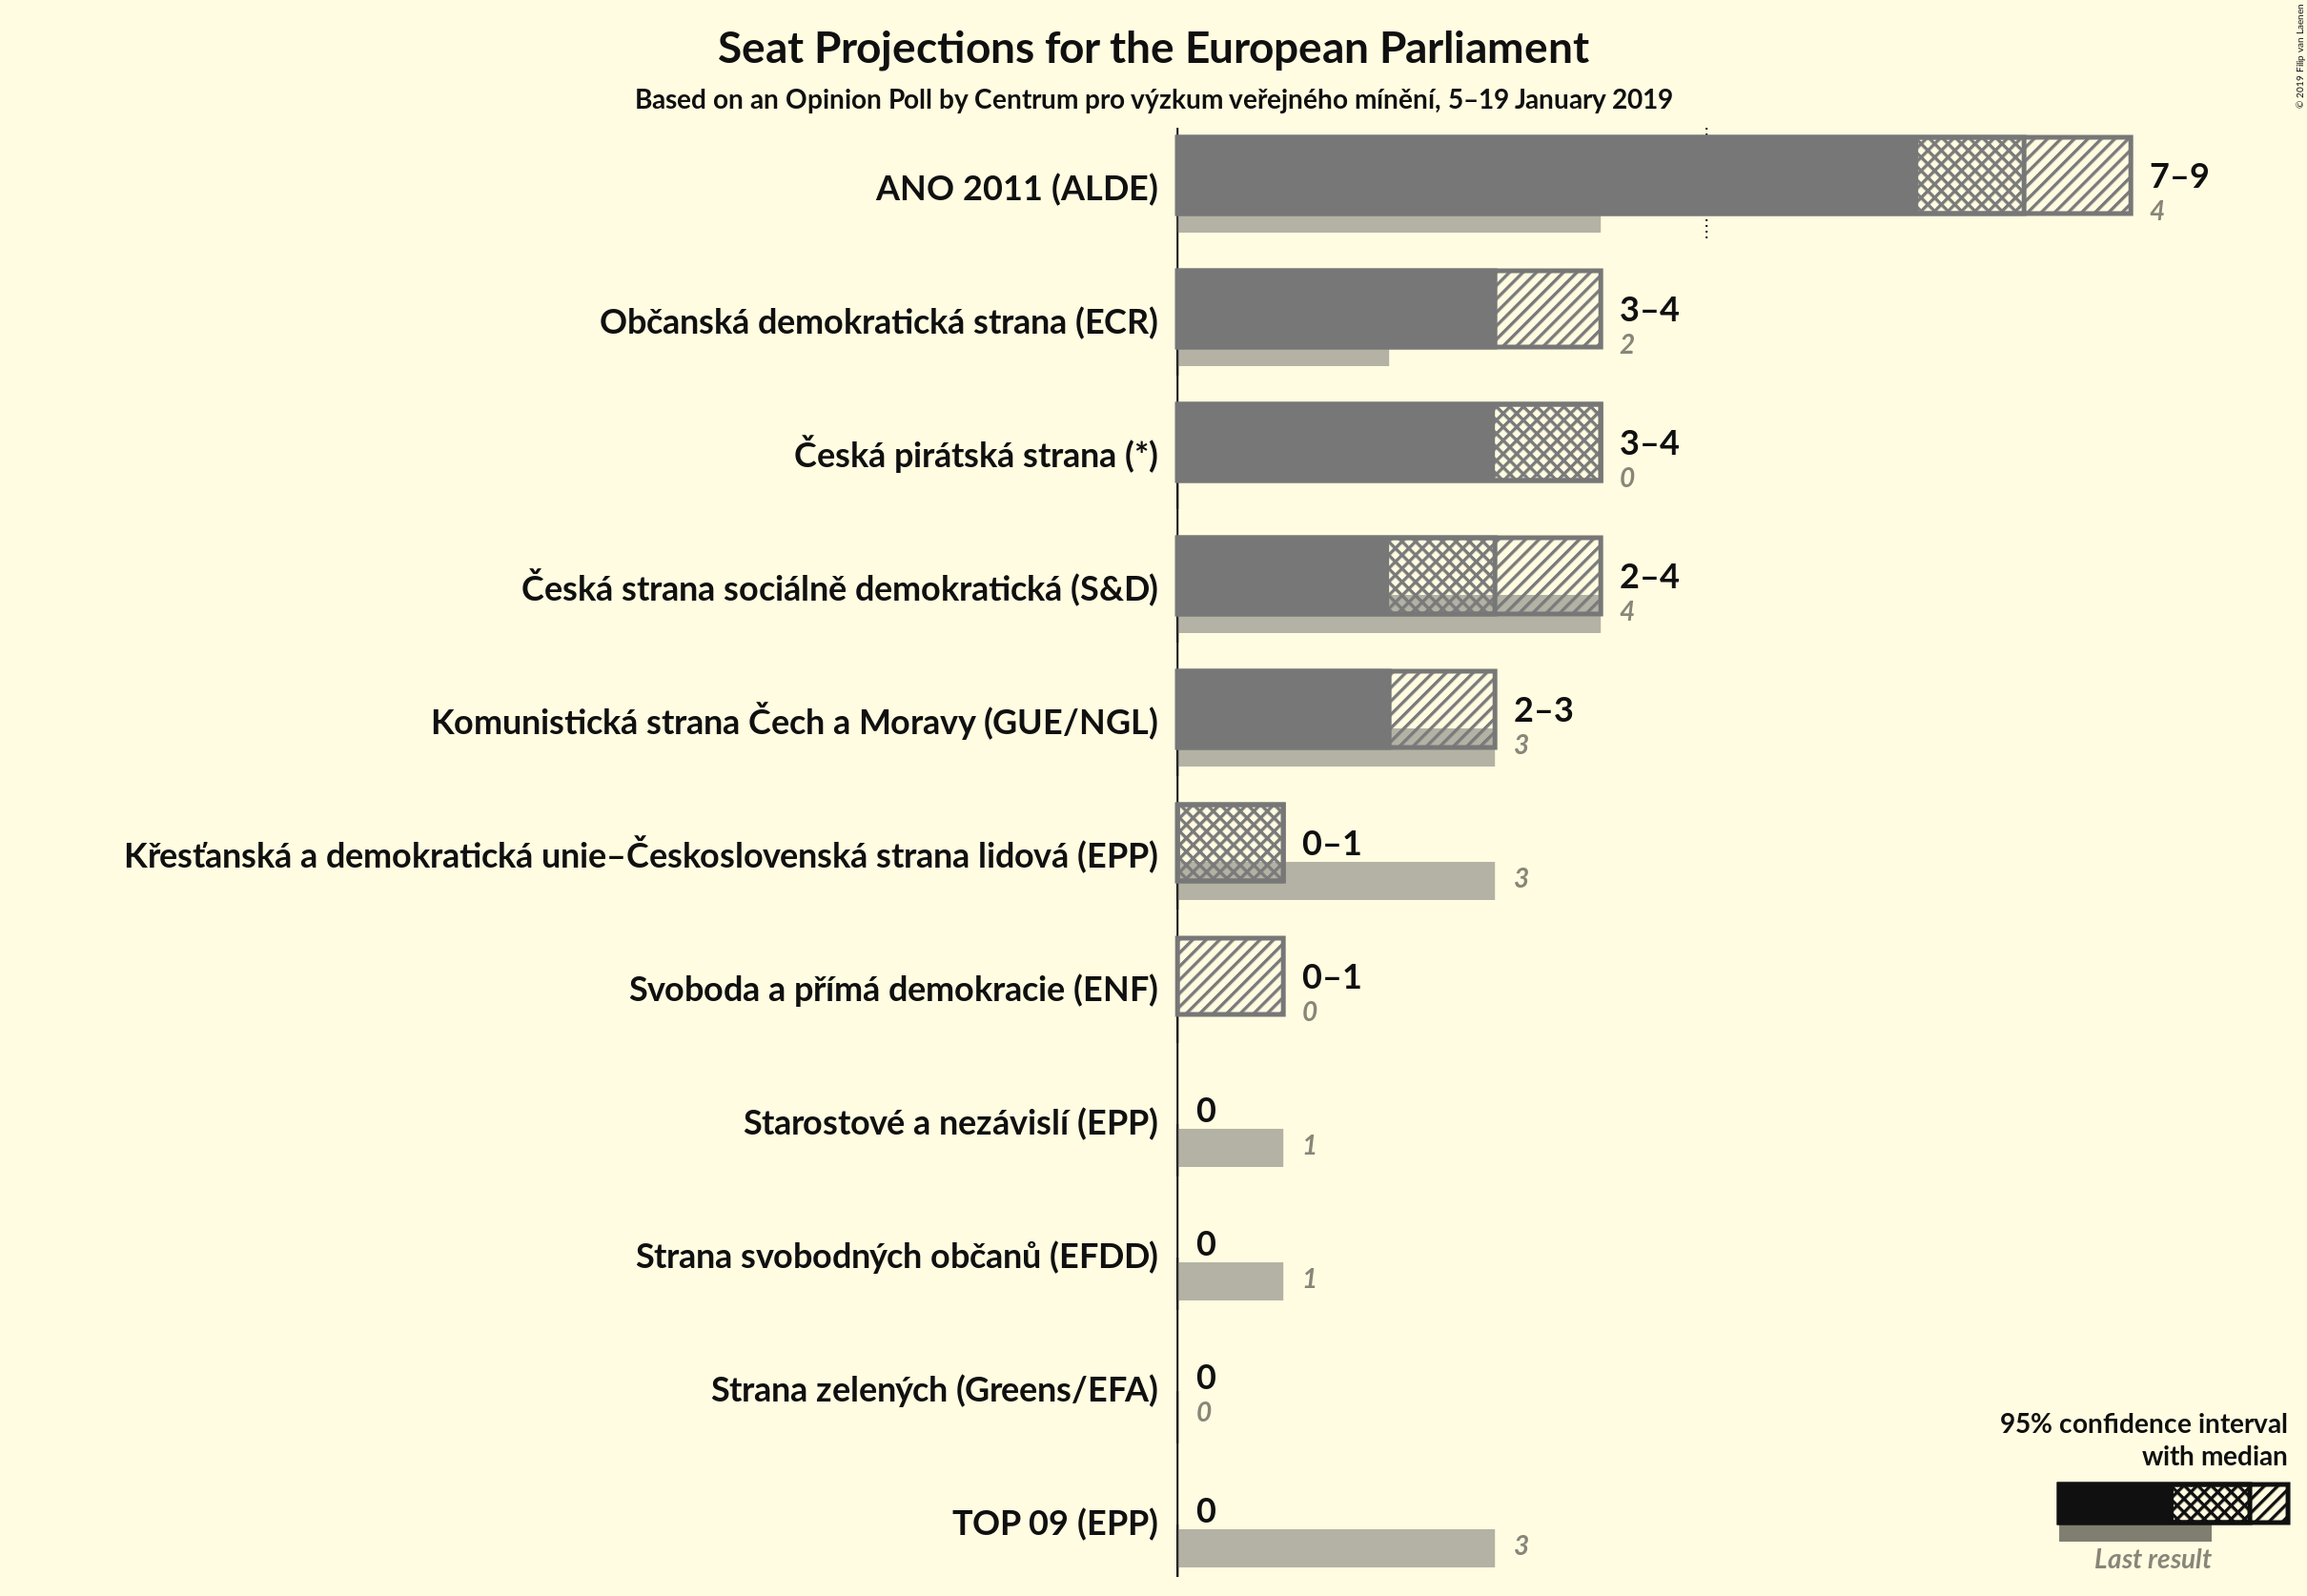 Seat Projections for the European Parliament
Based on an Opinion Poll by Centrum pro výzkum veřejného mínění, 5–19 January 2019
© 2019 Filip van Laenen
ANO 2011 (ALDE)
7–9
4
Občanská demokratická strana (ECR)
3–4
2
Česká pirátská strana (*)
3–4
0
Česká strana sociálně demokratická (S&D)
2–4
4
Komunistická strana Čech a Moravy (GUE/NGL)
2–3
3
Křesťanská a demokratická unie–Československá strana lidová (EPP)
0–1
3
Svoboda a přímá demokracie (ENF)
0–1
0
Starostové a nezávislí (EPP)
0
1
Strana svobodných občanů (EFDD)
0
1
Strana zelených (Greens/EFA)
0
0
TOP 09 (EPP)
0
3
95% confidence interval
with median
Last result